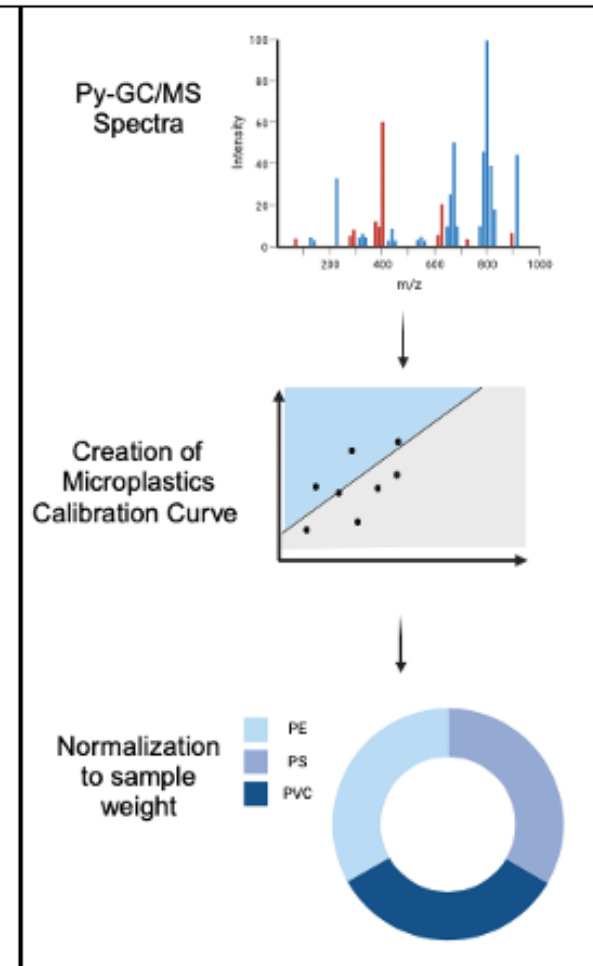 Py-GC/MS
Spectra
100
80
60
40
20
0
Intensity
200
400
600
800
1000
m/z
Creation of
Microplastics
Calibration Curve
Normalization
to sample
weight
PE
PS
PVC